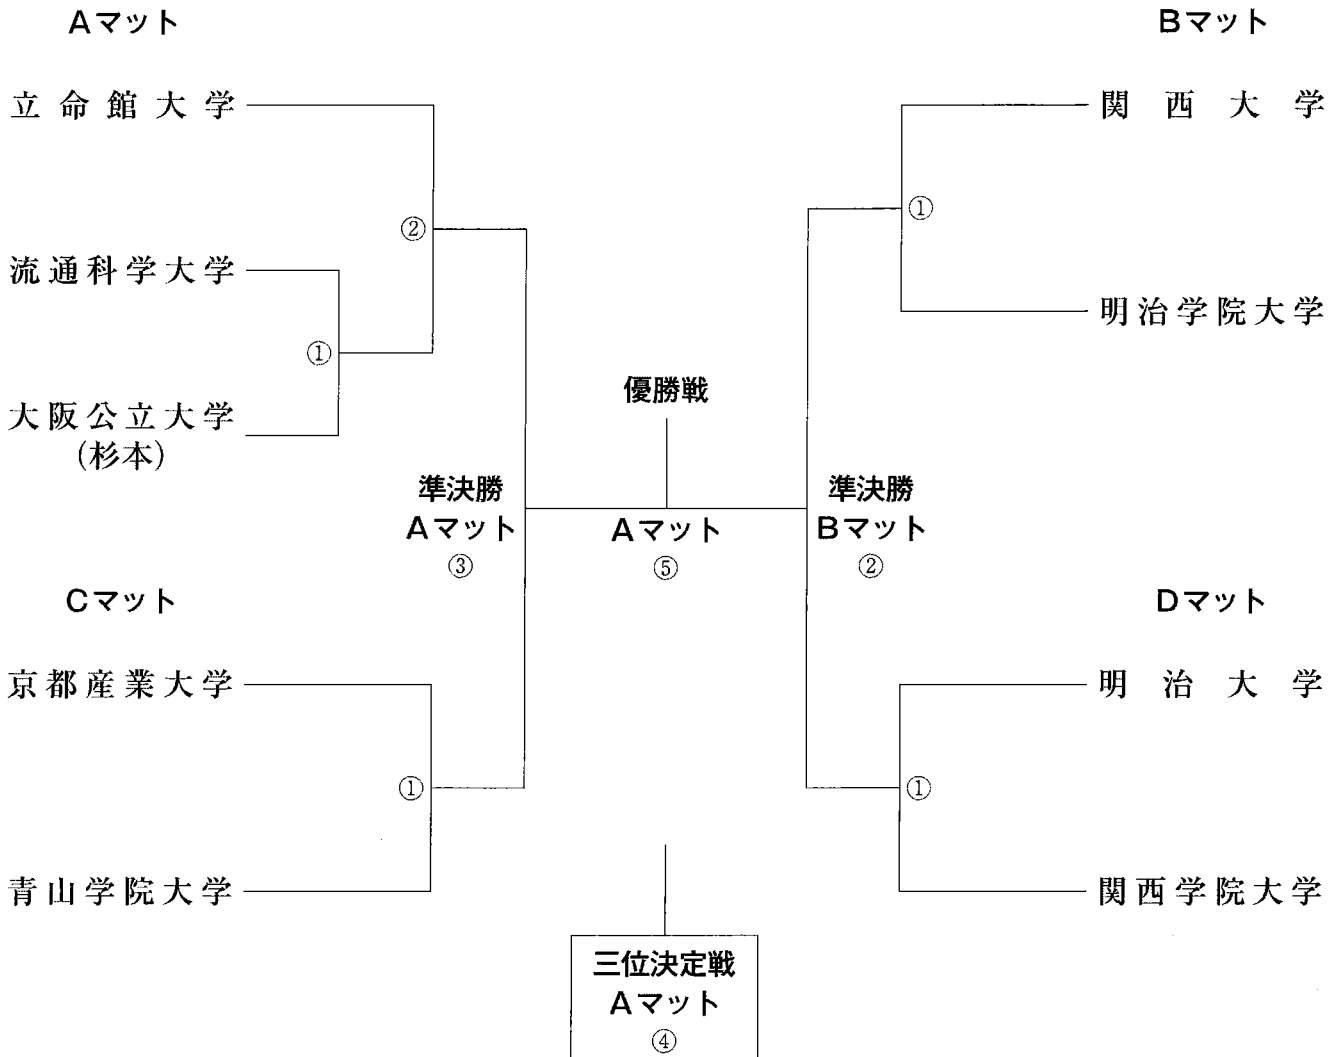 Aマット
立命館大学
②
流通科学大学
①
大阪公立大学
(杉本)
Bマット
関西大学
①
明治学院大学
優勝戦
準決勝
Aマット
③
Aマット
⑤
準決勝
Bマット
②
Cマット
京都産業大学
①
青山学院大学
Dマット
明治大学
①
関西学院大学
三位決定戦
Aマット
④